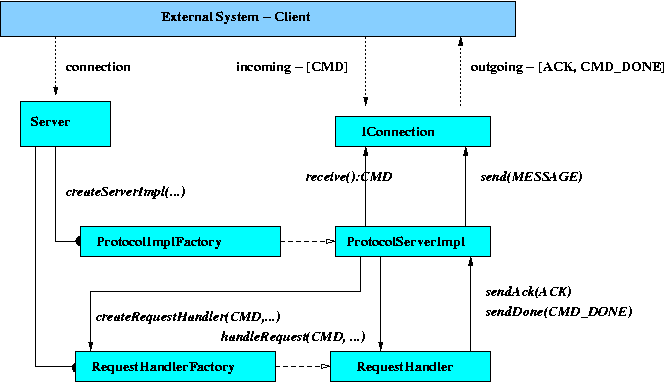 External System – Client
connection
incoming – [CMD]
outgoing – [ACK, CMD_DONE]
Server
IConnection
receive():CMD
send(MESSAGE)
createServerImpl(...)
ProtocolImplFactory
ProtocolServerImpl
createRequestHandler(CMD,...)
handleRequest(CMD, ...)
sendAck(ACK)
sendDone(CMD_DONE)
RequestHandlerFactory
RequestHandler